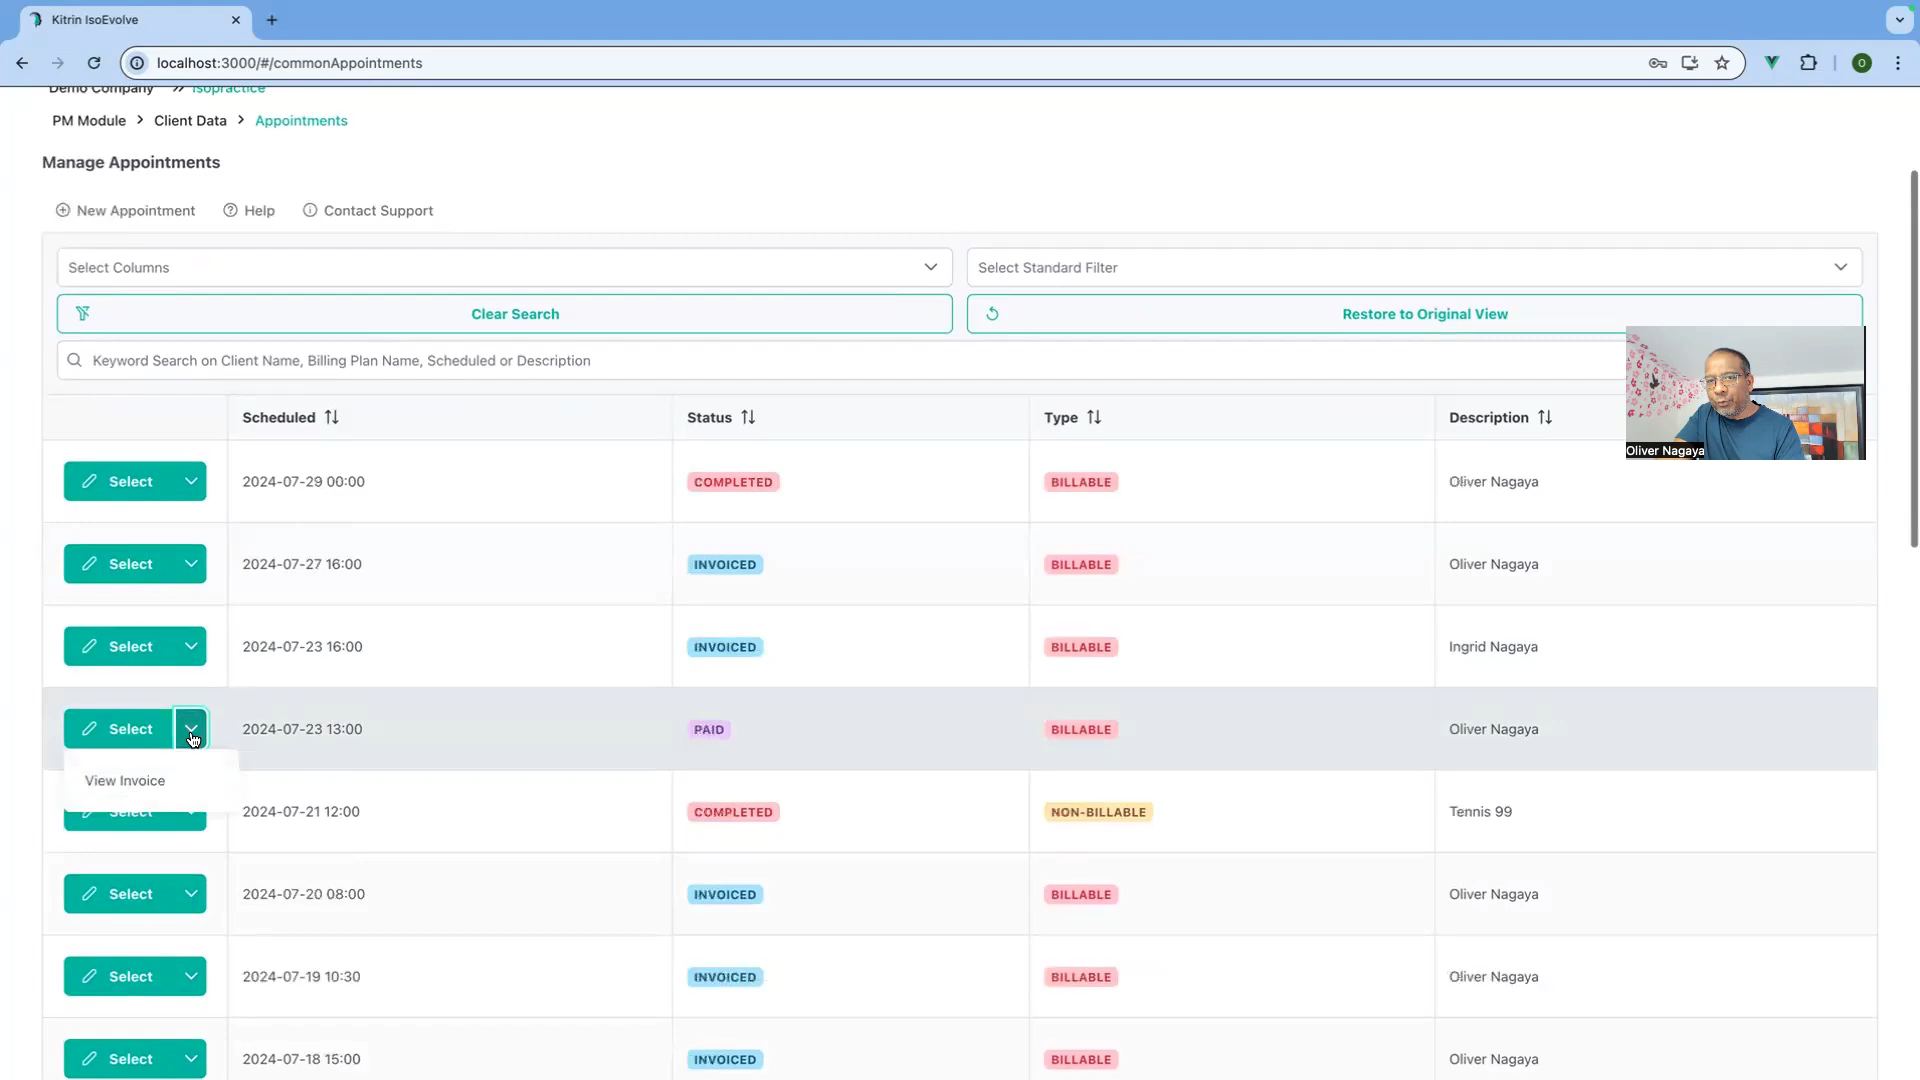 Kitrin IsoEvolve
localhost:3000/#/commonAppointments
O
Demo Company >> Isopractice
PM Module > Client Data > Appointments
Manage Appointments
New Appointment Help Contact Support
Select Columns Select Standard Filter
Clear Search Restore to Original View
Keyword Search on Client Name, Billing Plan Name, Scheduled or Description
Oliver Nagaya
Scheduled Status Type Description
Select 2024-07-29 00:00 COMPLETED BILLABLE Oliver Nagaya
Select 2024-07-27 16:00 INVOICED BILLABLE Oliver Nagaya
Select 2024-07-23 16:00 INVOICED BILLABLE Ingrid Nagaya
Select 2024-07-23 13:00 PAID BILLABLE Oliver Nagaya
View Invoice
Select 2024-07-21 12:00 COMPLETED NON-BILLABLE Tennis 99
Select 2024-07-20 08:00 INVOICED BILLABLE Oliver Nagaya
Select 2024-07-19 10:30 INVOICED BILLABLE Oliver Nagaya
Select 2024-07-18 15:00 INVOICED BILLABLE Oliver Nagaya